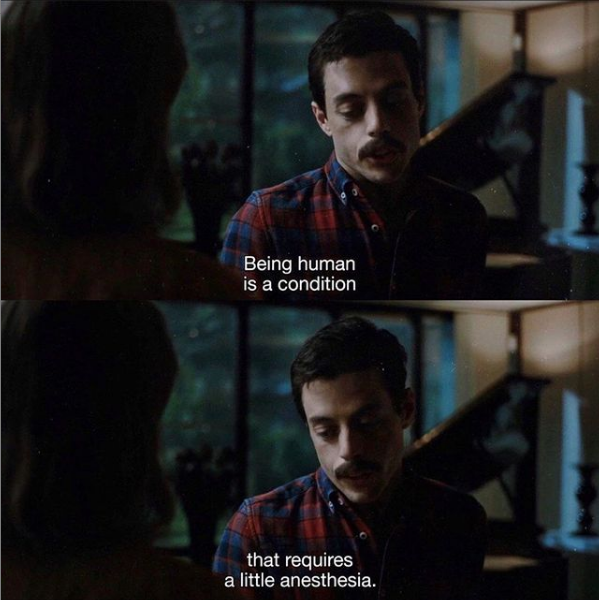 Being human
is a condition
that requires
a little anesthesia.